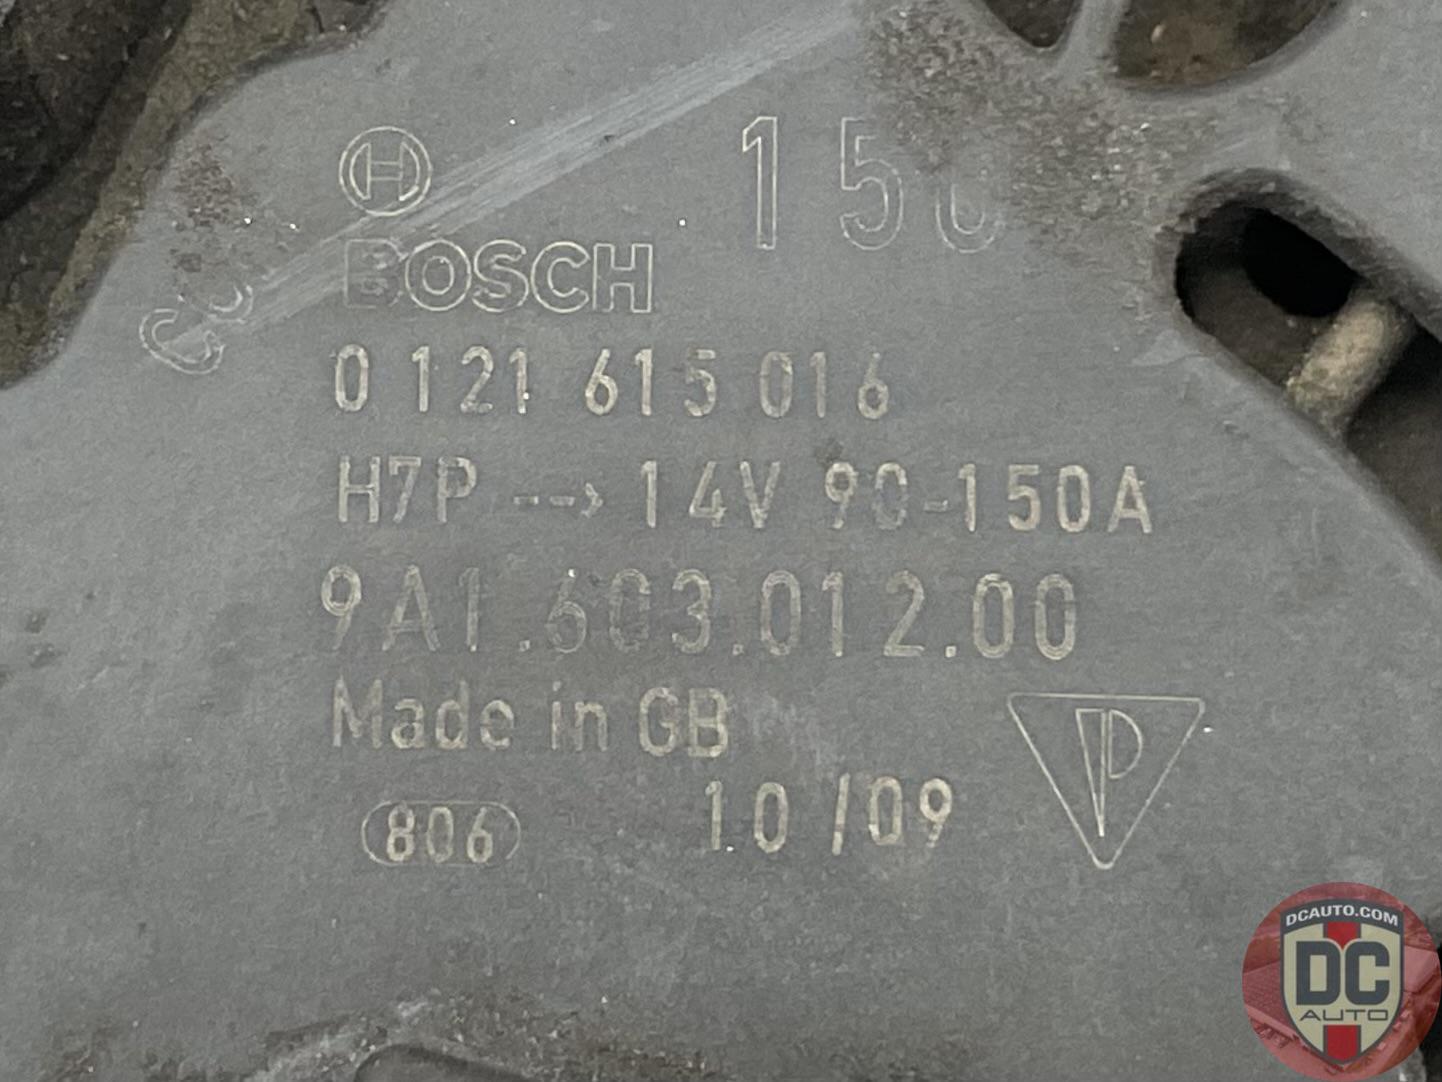 150
BOSCH
0 121 615 016
H7P --> 14V 90-150A
9A1.603.012.00
Made in GB
806
10/09
DCAUTO.COM
DC
AUTO